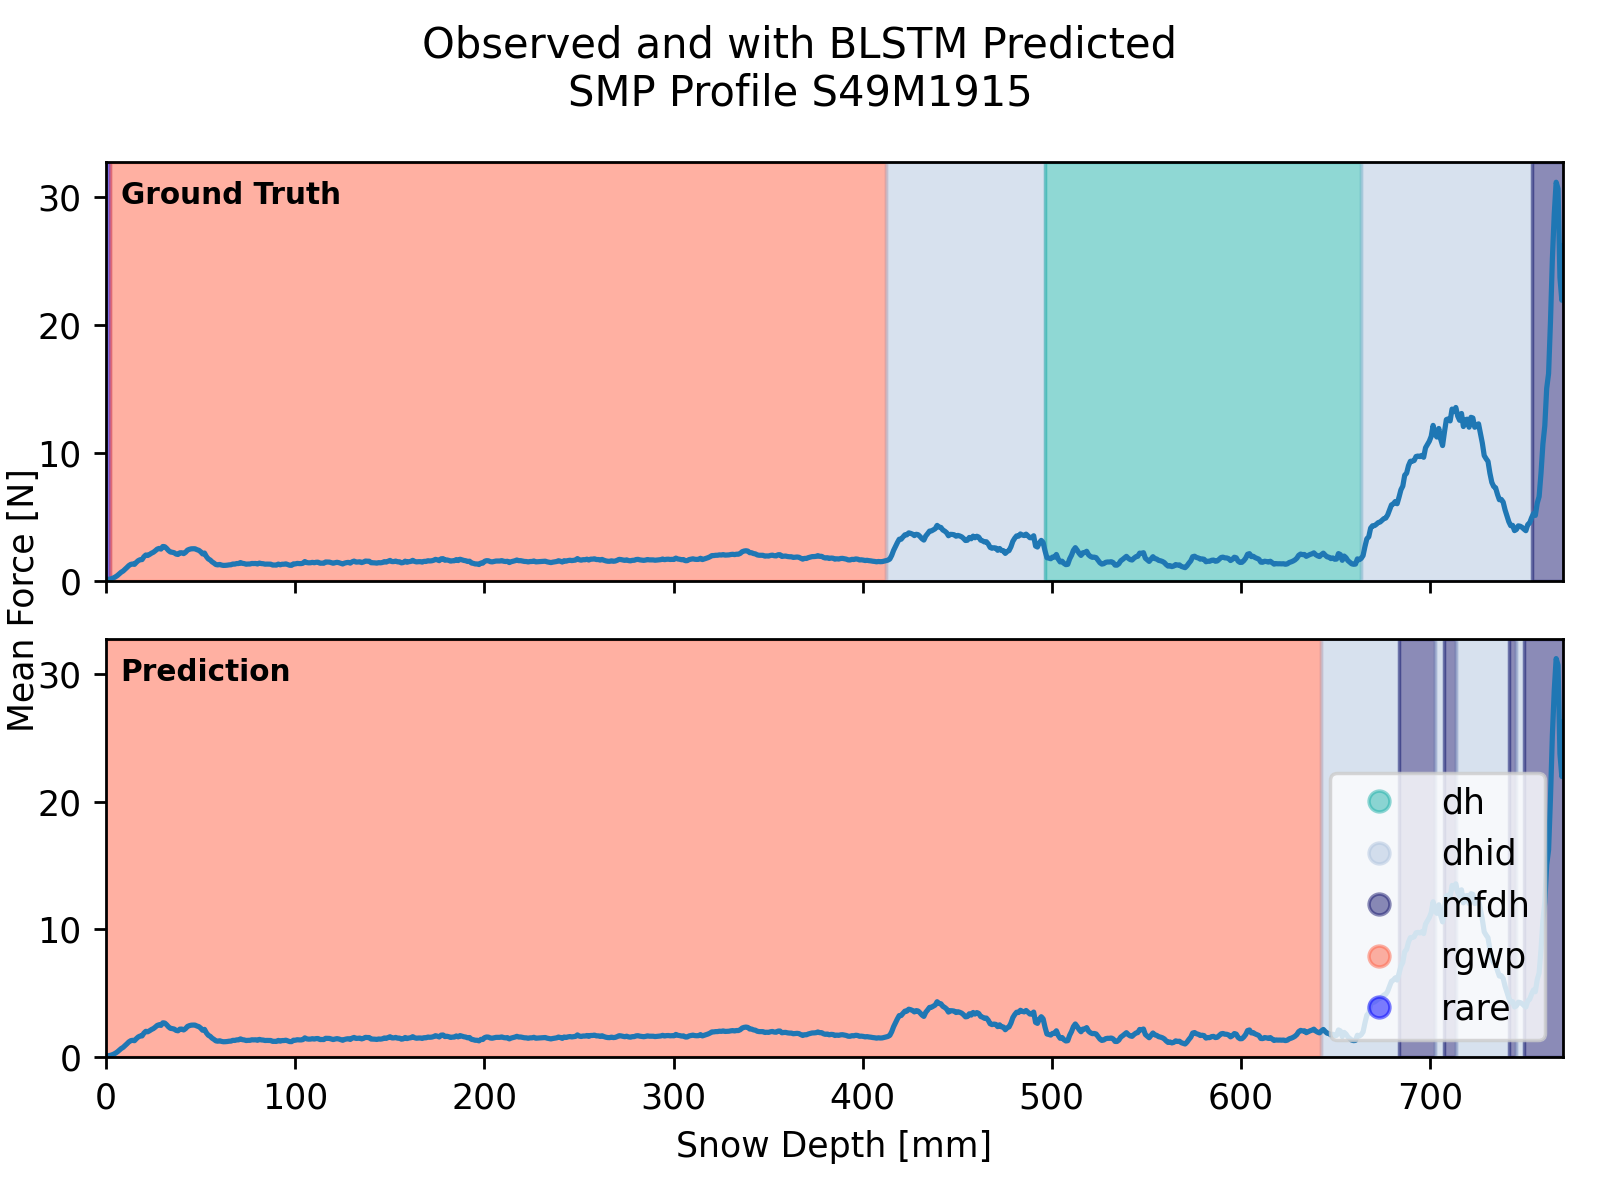 Observed and with BLSTM Predicted
SMP Profile S49M1915
Mean Force [N]
Ground Truth
30
20
10
0
Prediction
30
20
10
0
dh
dhid
mfdh
rgwp
rare
0 100 200 300 400 500 600 700
Snow Depth [mm]